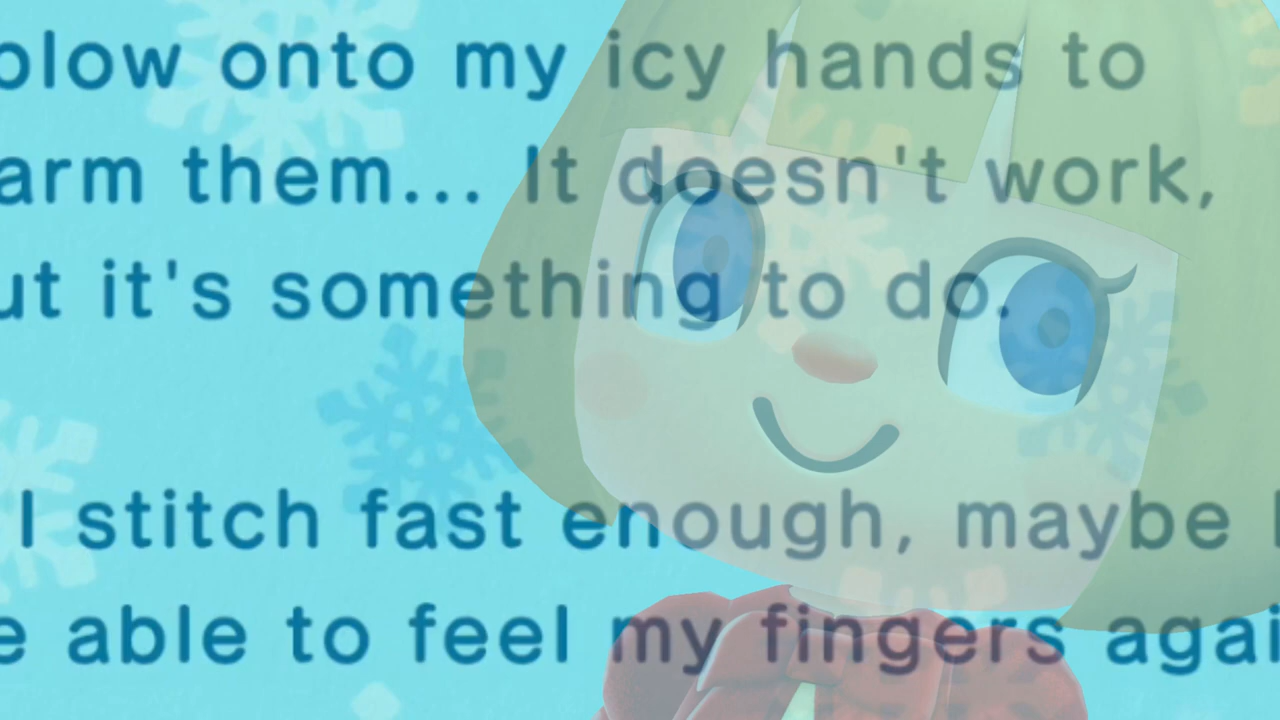 blow onto my icy hands to
arm them... It doesn't work,
ut it's something to do.
I stitch fast enough, maybe I
e able to feel my fingers agai